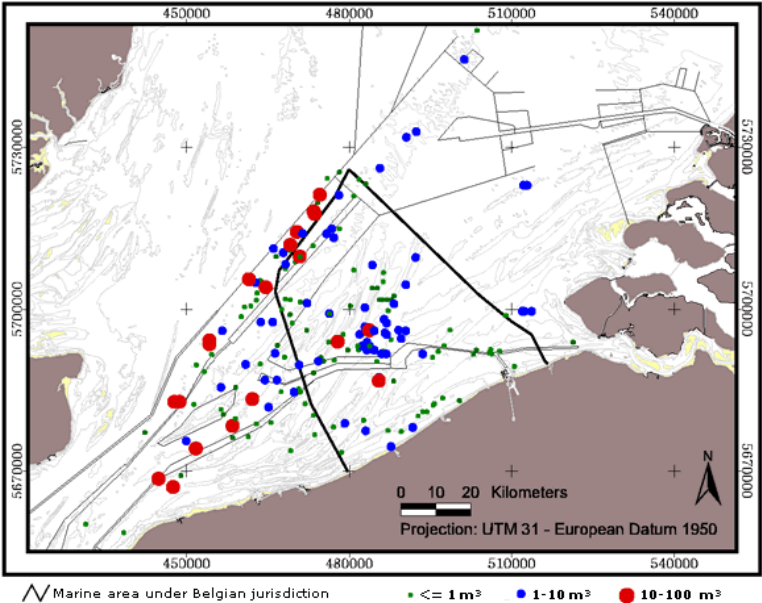 450000 480000 510000 540000
5730000 5730000
5700000 5700000
5670000 5670000
N
0 10 20 Kilometers
Projection: UTM 31 - European Datum 1950
450000 480000 510000 540000
Marine area under Belgian jurisdiction <= 1 m³ 1-10 m³ 10-100 m³